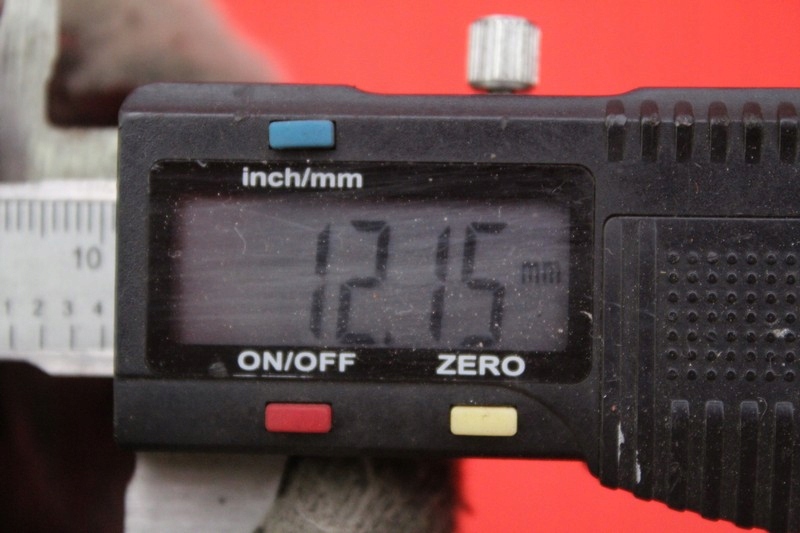 inch/mm
10
12.15 mm
1 2 3 4
ON/OFF ZERO